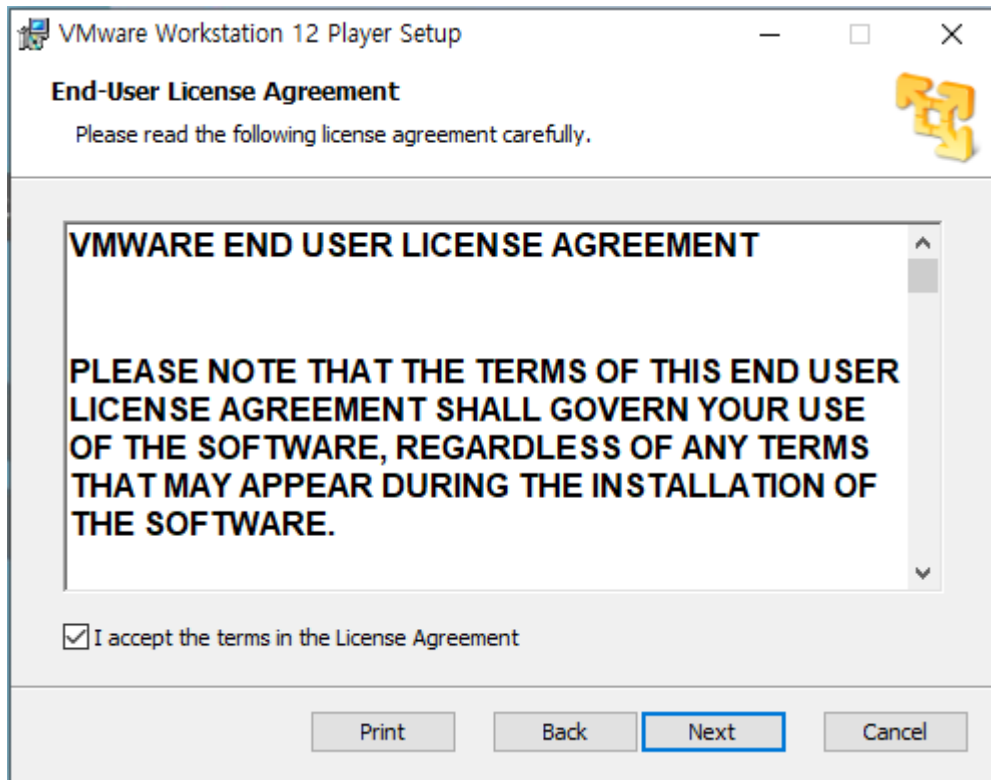 VMware Workstation 12 Player Setup
End-User License Agreement
Please read the following license agreement carefully.
VMWARE END USER LICENSE AGREEMENT
PLEASE NOTE THAT THE TERMS OF THIS END USER
LICENSE AGREEMENT SHALL GOVERN YOUR USE
OF THE SOFTWARE, REGARDLESS OF ANY TERMS
THAT MAY APPEAR DURING THE INSTALLATION OF
THE SOFTWARE.
I accept the terms in the License Agreement
Print Back Next Cancel